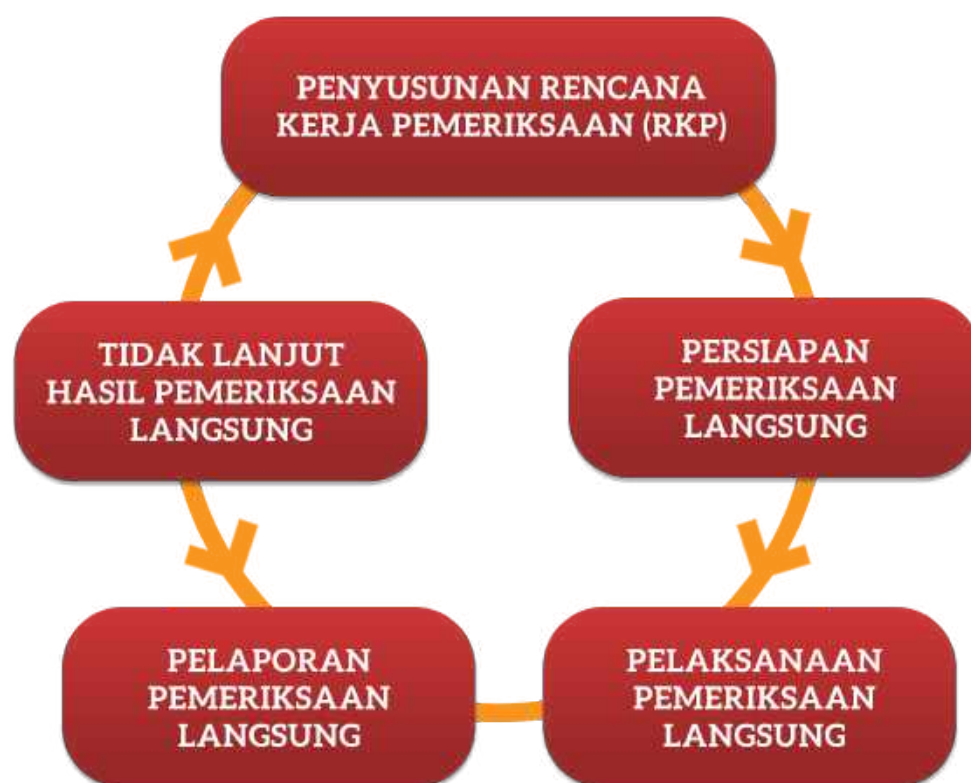 PENYUSUNAN RENCANA
KERJA PEMERIKSAAN (RKP)
TIDAK LANJUT
HASIL PEMERIKSAAN
LANGSUNG
PERSIAPAN
PEMERIKSAAN
LANGSUNG
PELAPORAN
PEMERIKSAAN
LANGSUNG
PELAKSANAAN
PEMERIKSAAN
LANGSUNG